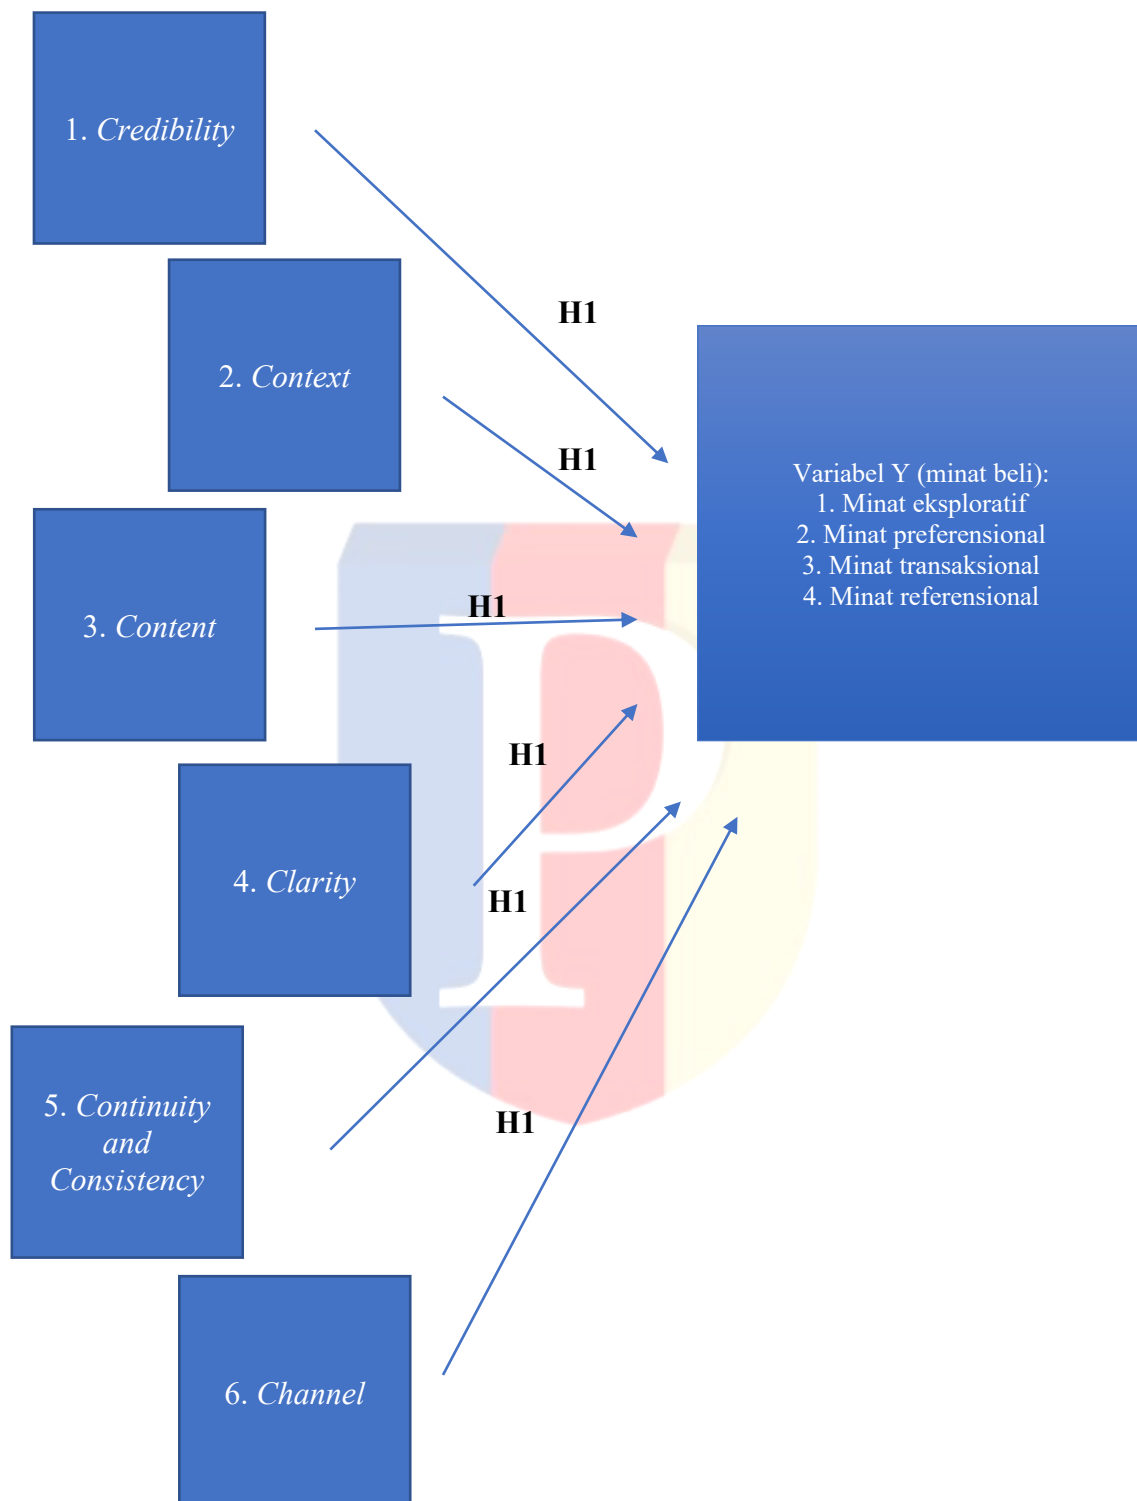 1. Credibility
H1
2. Context
H1
Variabel Y (minat beli):
1. Minat eksploratif
2. Minat preferensional
3. Minat transaksional
4. Minat referensional
3. Content
H1
H1
4. Clarity
H1
5. Continuity
and
Consistency
H1
6. Channel
P